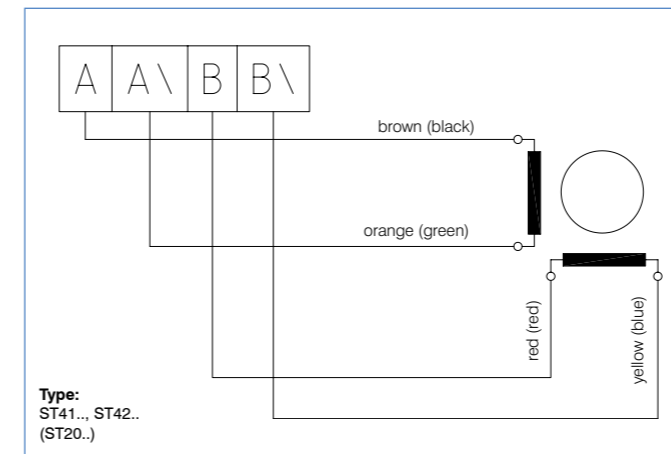 A A\ B B\
brown (black)
orange (green)
red (red)
yellow (blue)
Type:
ST41.., ST42..
(ST20..)